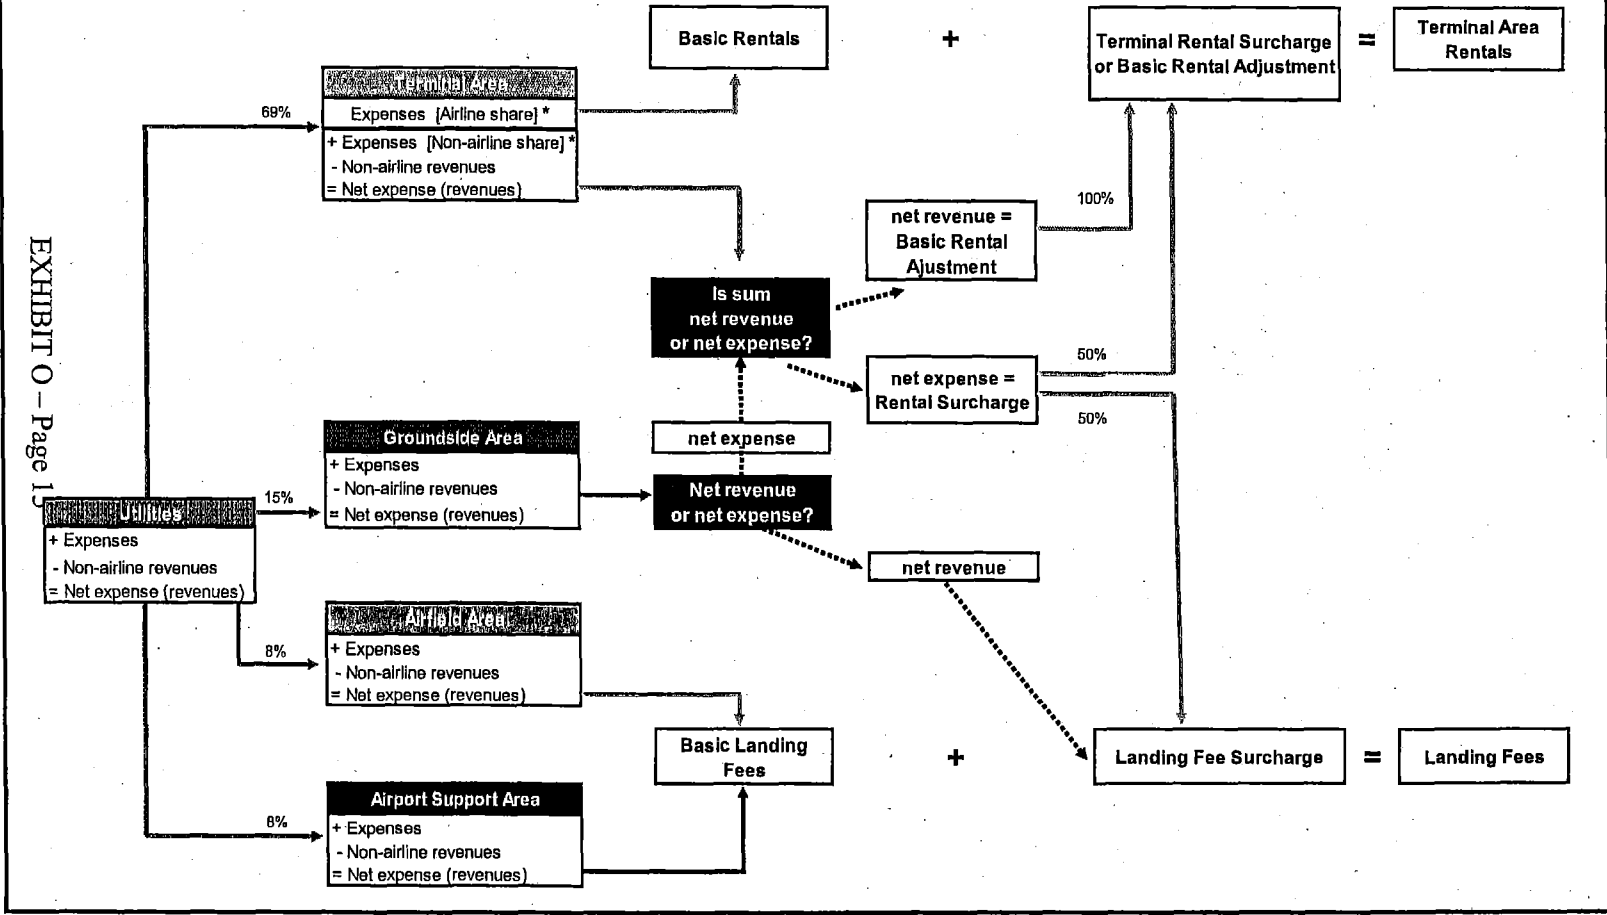 Basic Rentals
+
Terminal Rental Surcharge
or Basic Rental Adjustment
=
Terminal Area
Rentals
Terminal Area
Expenses [Airline share] *
+ Expenses [Non-airline share] *
- Non-airline revenues
= Net expense (revenues)
69%
100%
net revenue =
Basic Rental
Ajustment
Is sum
net revenue
or net expense?
50%
net expense =
Rental Surcharge
50%
EXHIBIT O – Page
net expense
Groundside Area
+ Expenses
- Non-airline revenues
= Net expense (revenues)
Net revenue
or net expense?
15%
Utilities
+ Expenses
- Non-airline revenues
= Net expense (revenues)
net revenue
Airfield Area
+ Expenses
- Non-airline revenues
= Net expense (revenues)
8%
Basic Landing
Fees
+
Landing Fee Surcharge
=
Landing Fees
Airport Support Area
+ Expenses
- Non-airline revenues
= Net expense (revenues)
8%